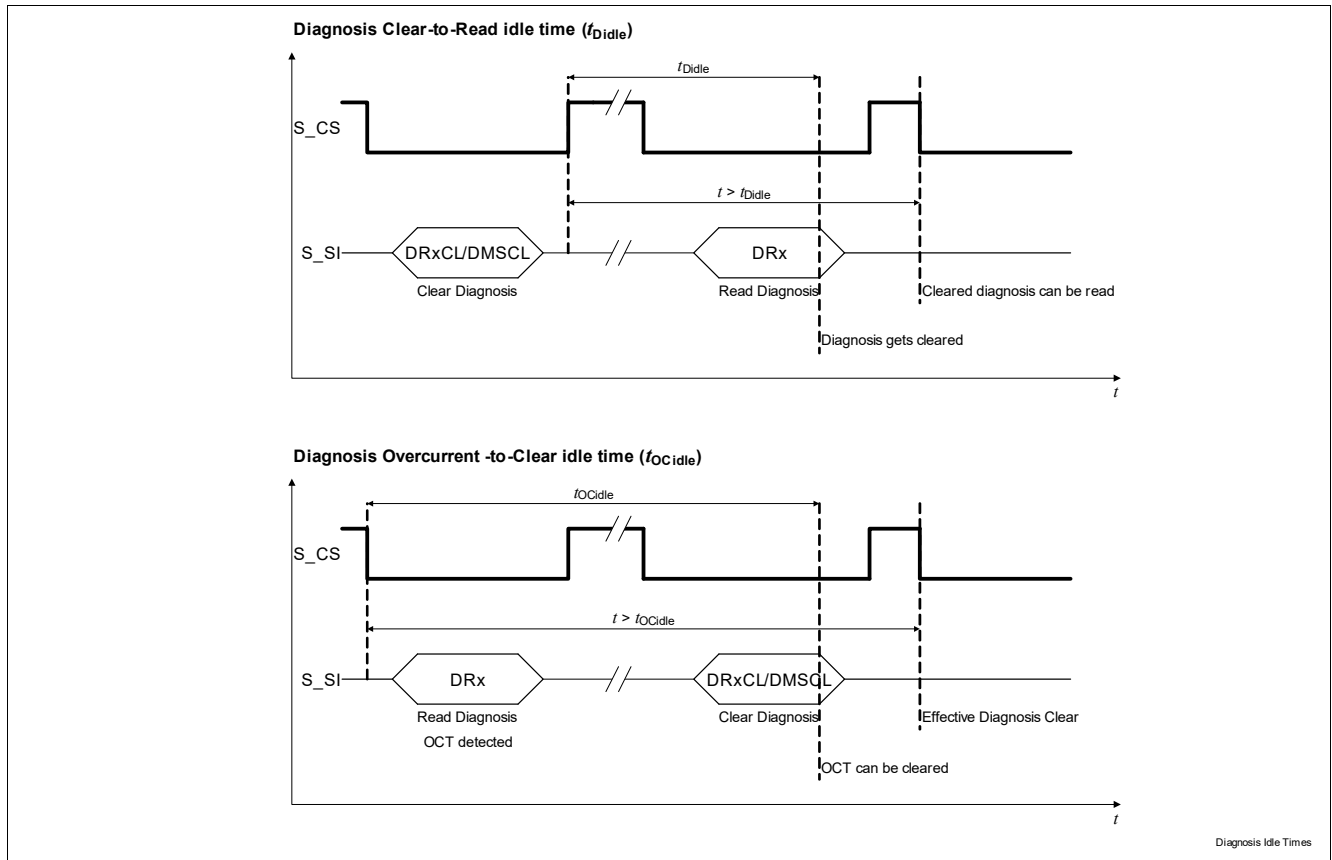 Diagnosis Clear-to-Read idle time (tDidle)
tDidle
S_CS
t > tDidle
S_SI
DRxCL/DMSCL
DRx
Clear Diagnosis
Read Diagnosis
Cleared diagnosis can be read
Diagnosis gets cleared
t
Diagnosis Overcurrent -to-Clear idle time (tOCidle)
tOCidle
S_CS
t > tOCidle
S_SI
DRx
DRxCL/DMSCL
Read Diagnosis
Clear Diagnosis
Effective Diagnosis Clear
OCT detected
OCT can be cleared
t
Diagnosis Idle Times